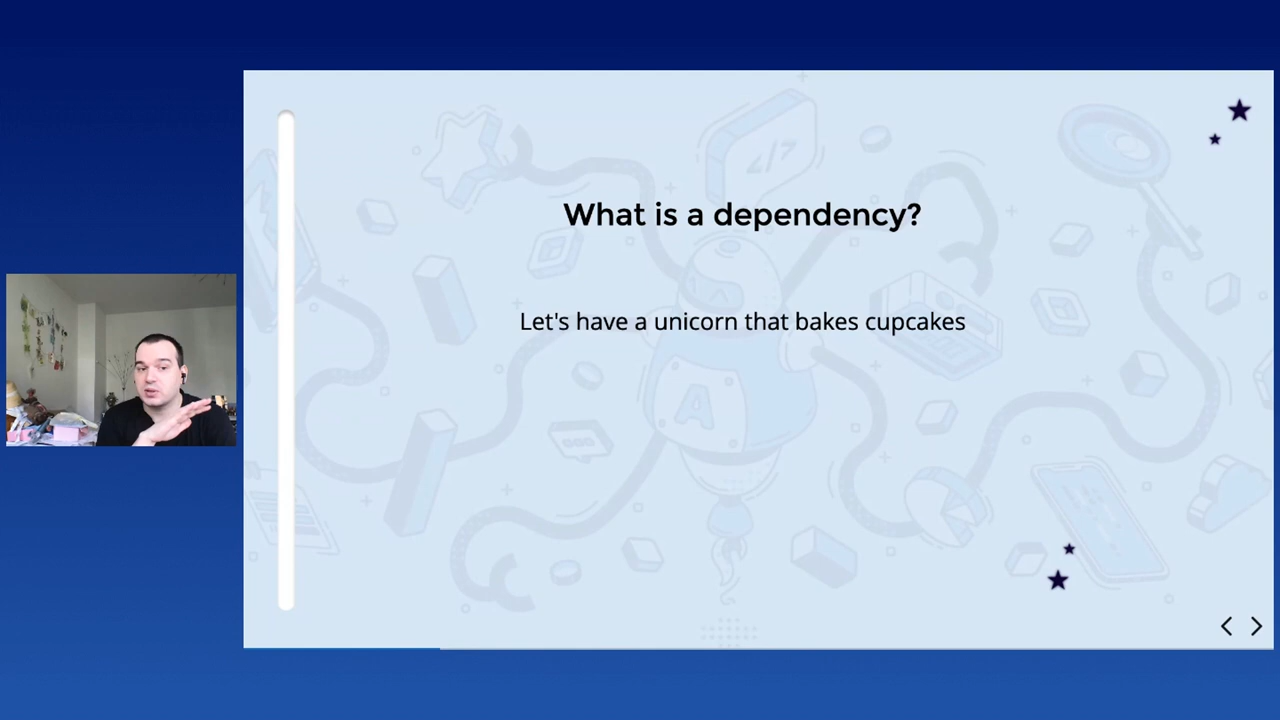 What is a dependency?
Let's have a unicorn that bakes cupcakes
</>
A